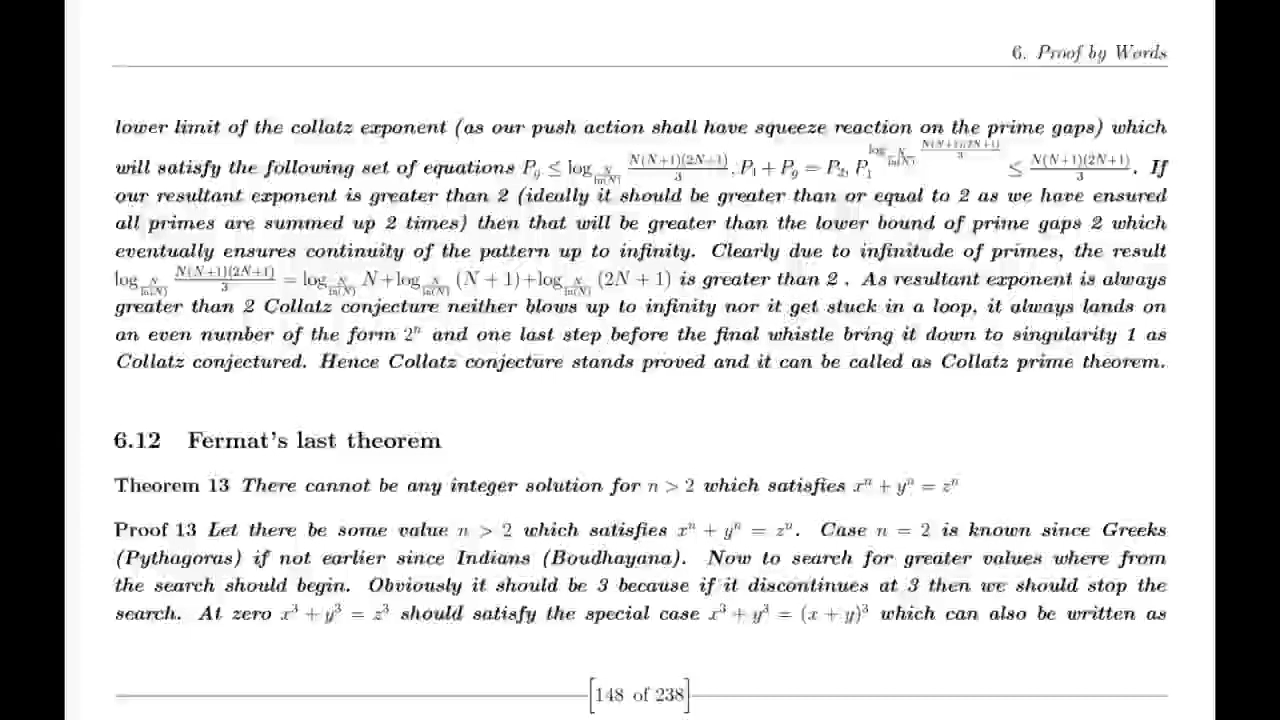 6. Proof by Words
lower limit of the collatz exponent (as our push action shall have squeeze reaction on the prime gaps) which
will satisfy the following set of equations P_g ≤ log_{N/ln(N)} N(N+1)(2N+1)/3, P_1 + P_g = P_2, P_1^{log_{N/ln(N)} N(N+1)(2N+1)/3} ≤ N(N+1)(2N+1)/3. If
our resultant exponent is greater than 2 (ideally it should be greater than or equal to 2 as we have ensured
all primes are summed up 2 times) then that will be greater than the lower bound of prime gaps 2 which
eventually ensures continuity of the pattern up to infinity. Clearly due to infinitude of primes, the result
log_{N/ln(N)} N(N+1)(2N+1)/3 = log_{N/ln(N)} N + log_{N/ln(N)} (N + 1) + log_{N/ln(N)} (2N + 1) is greater than 2 . As resultant exponent is always
greater than 2 Collatz conjecture neither blows up to infinity nor it get stuck in a loop, it always lands on
an even number of the form 2^n and one last step before the final whistle bring it down to singularity 1 as
Collatz conjectured. Hence Collatz conjecture stands proved and it can be called as Collatz prime theorem.
6.12 Fermat's last theorem
Theorem 13 There cannot be any integer solution for n > 2 which satisfies x^n + y^n = z^n
Proof 13 Let there be some value n > 2 which satisfies x^n + y^n = z^n. Case n = 2 is known since Greeks
(Pythagoras) if not earlier since Indians (Boudhayana). Now to search for greater values where from
the search should begin. Obviously it should be 3 because if it discontinues at 3 then we should stop the
search. At zero x^3 + y^3 = z^3 should satisfy the special case x^3 + y^3 = (x + y)^3 which can also be written as
[148 of 238]